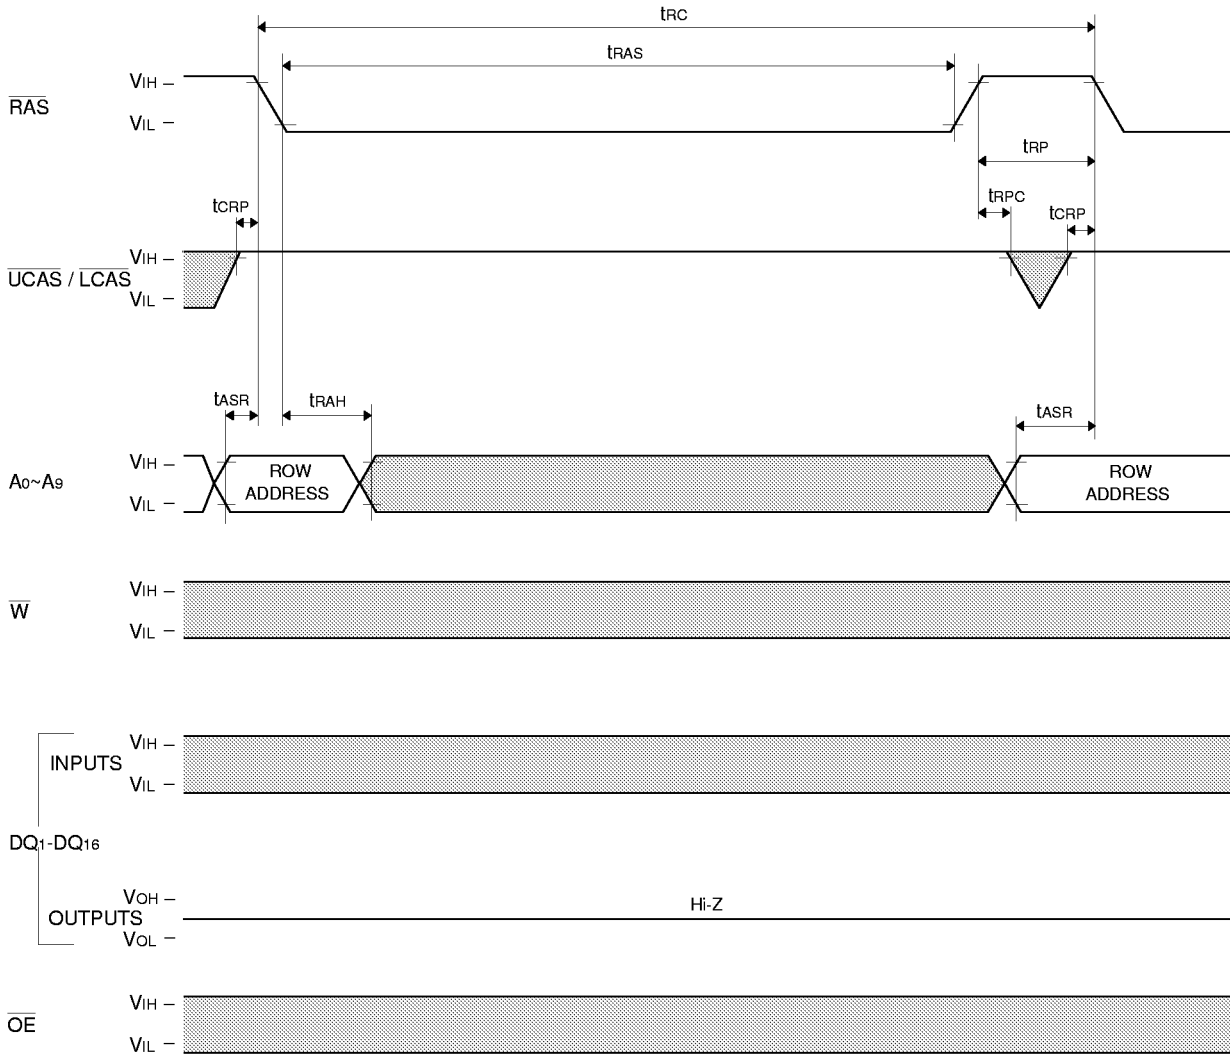 tRC
tRAS
VIH
RAS
VIL
tRP
tCRP
tRPC
tCRP
VIH
UCAS / LCAS
VIL
tASR
tRAH
tASR
VIH
ROW
ADDRESS
ROW
ADDRESS
A0~A9
VIL
VIH
W
VIL
VIH
INPUTS
VIL
DQ1-DQ16
VOH
Hi-Z
OUTPUTS
VOL
VIH
OE
VIL